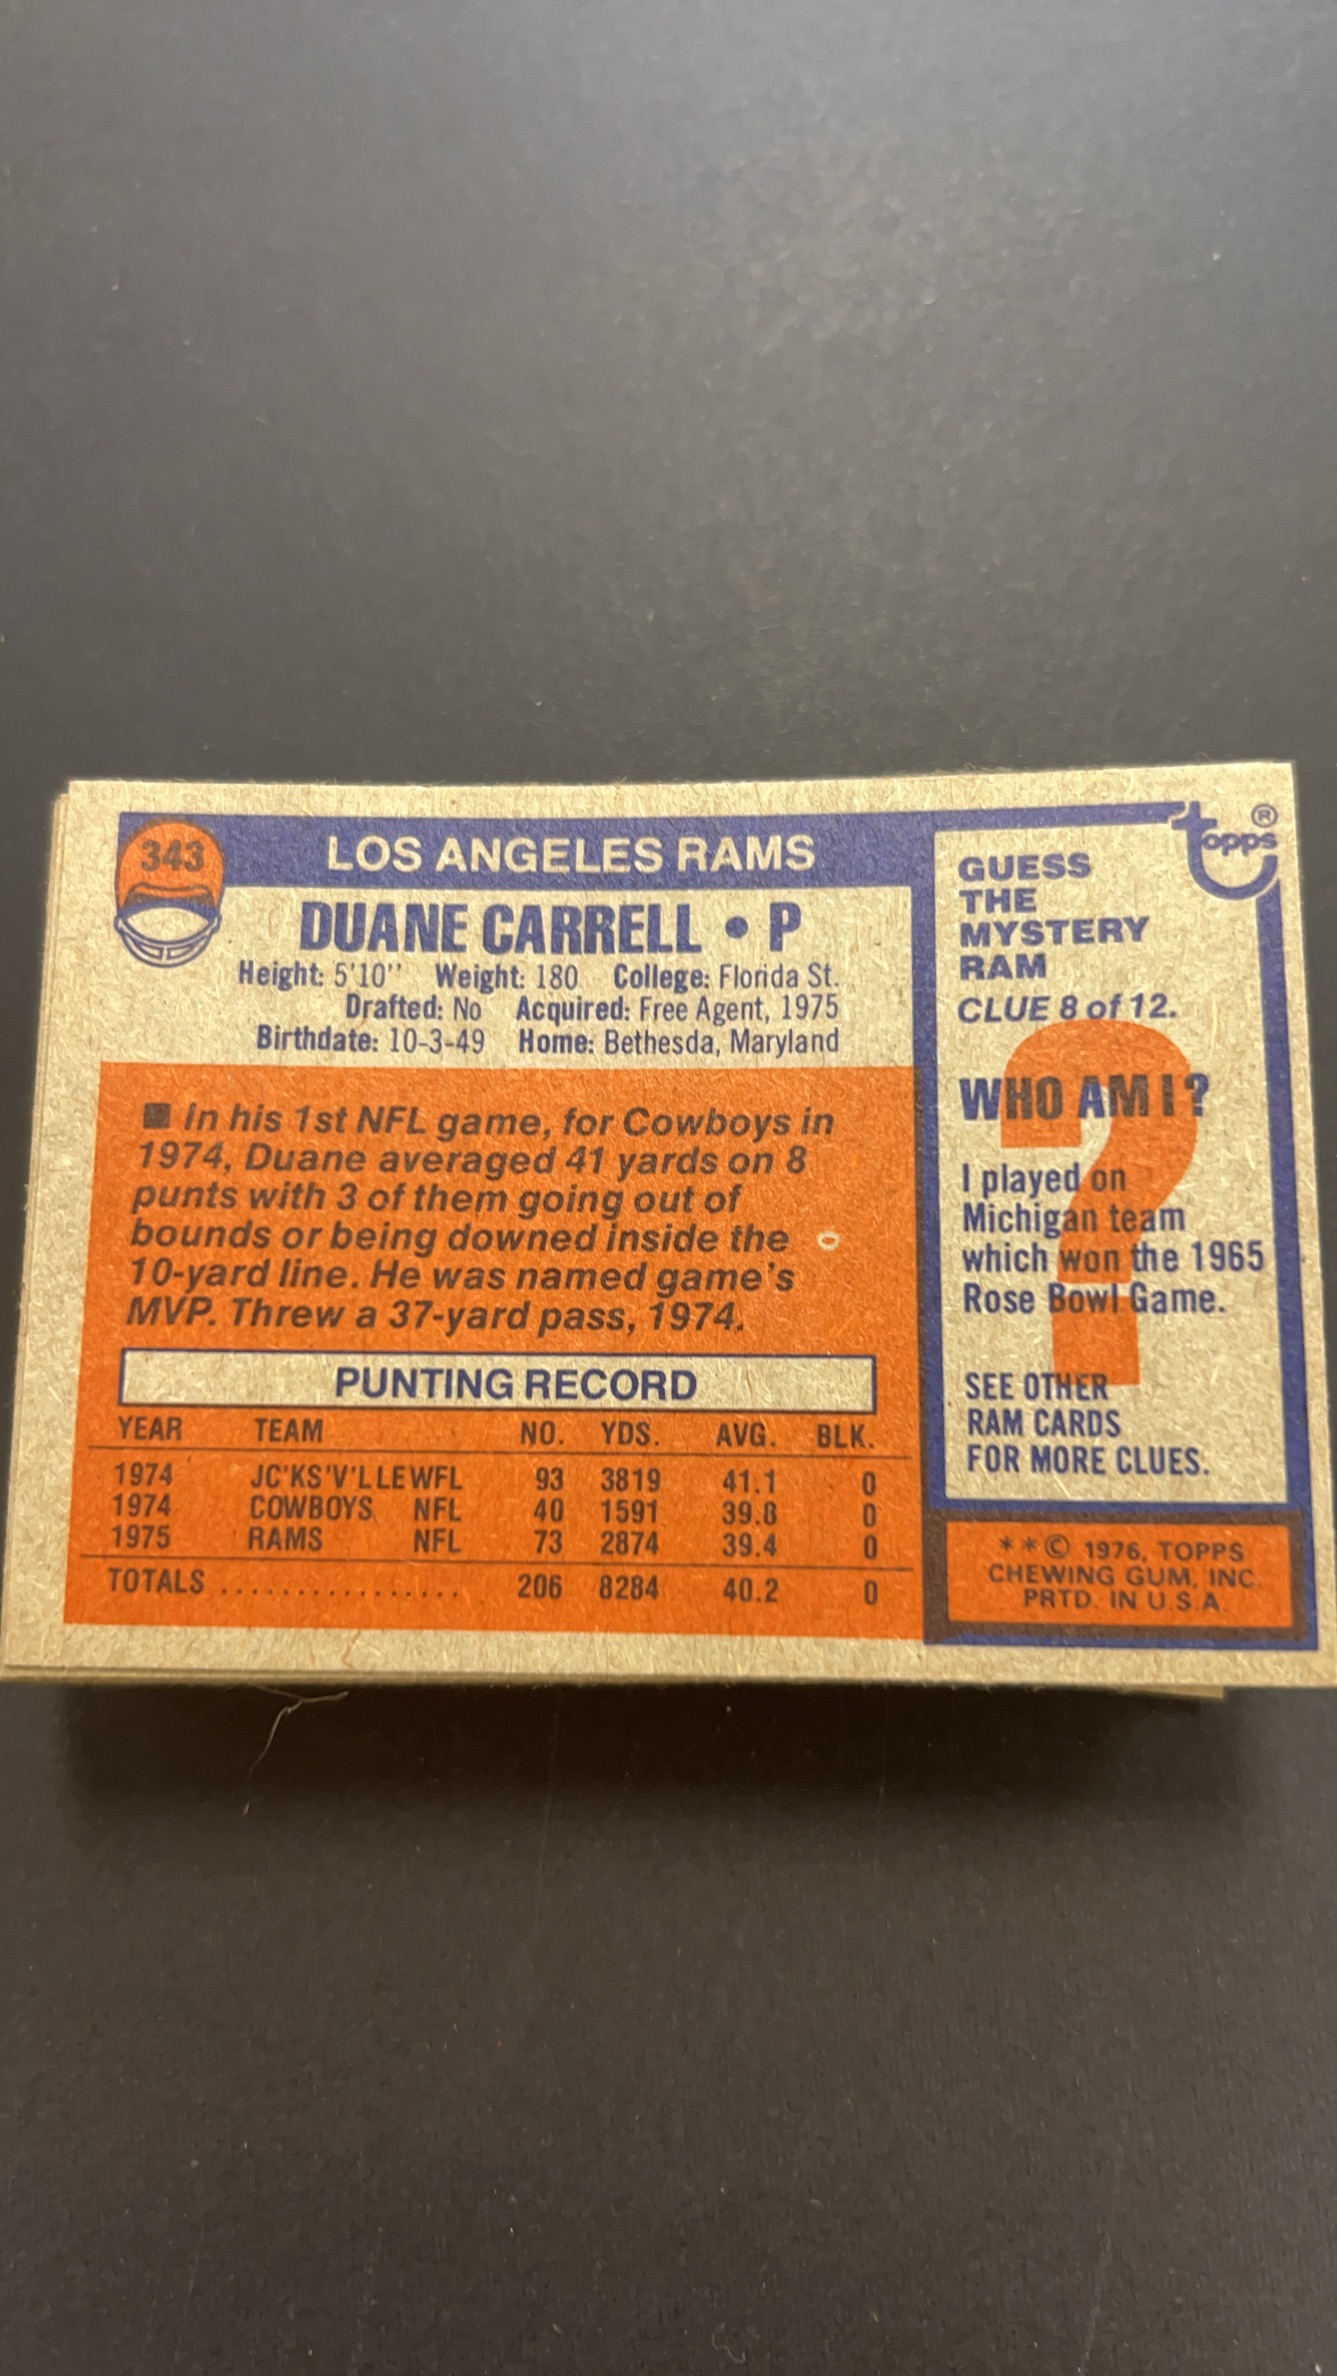 343
LOS ANGELES RAMS
DUANE CARRELL • P
Height: 5'10" Weight: 180 College: Florida St.
Drafted: No Acquired: Free Agent, 1975
Birthdate: 10-3-49 Home: Bethesda, Maryland
■ In his 1st NFL game, for Cowboys in
1974, Duane averaged 41 yards on 8
punts with 3 of them going out of
bounds or being downed inside the
10-yard line. He was named game's
MVP. Threw a 37-yard pass, 1974.
PUNTING RECORD
YEAR TEAM NO. YDS. AVG. BLK.
1974 JC'KS'V'LLE WFL 93 3819 41.1 0
1974 COWBOYS NFL 40 1591 39.8 0
1975 RAMS NFL 73 2874 39.4 0
TOTALS ................ 206 8284 40.2 0
topps®
GUESS
THE
MYSTERY
RAM
CLUE 8 of 12.
WHO AM I?
I played on
Michigan team
which won the 1965
Rose Bowl Game.
SEE OTHER
RAM CARDS
FOR MORE CLUES.
**© 1976, TOPPS
CHEWING GUM, INC.
PRTD. IN U.S.A.